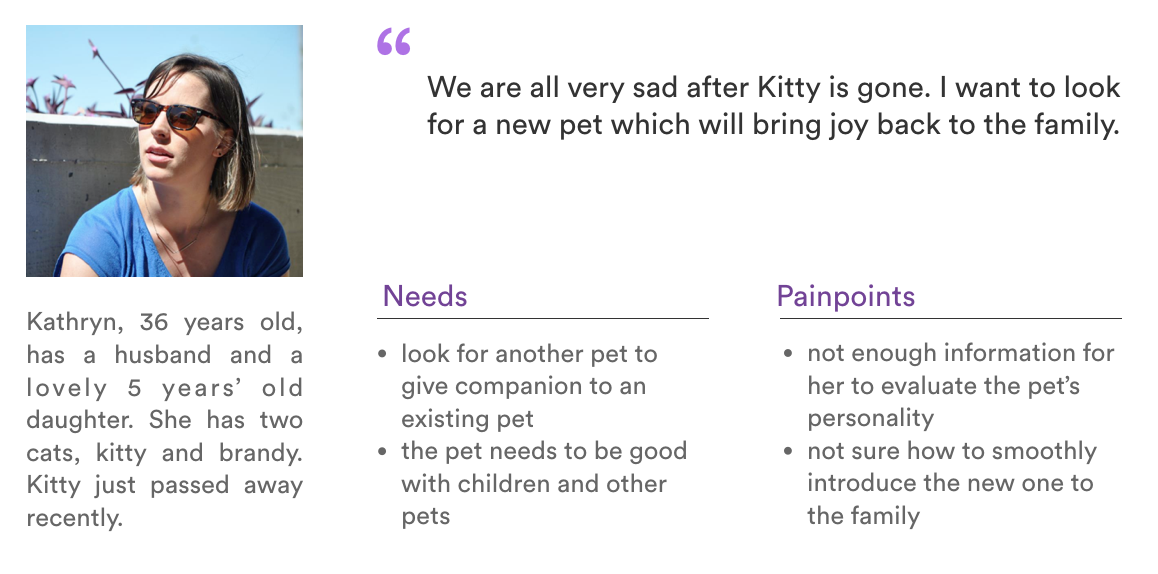 “
We are all very sad after Kitty is gone. I want to look
for a new pet which will bring joy back to the family.
Kathryn, 36 years old,
has a husband and a
lovely 5 years’ old
daughter. She has two
cats, kitty and brandy.
Kitty just passed away
recently.
Needs
• look for another pet to
give companion to an
existing pet
• the pet needs to be good
with children and other
pets
Painpoints
• not enough information for
her to evaluate the pet’s
personality
• not sure how to smoothly
introduce the new one to
the family